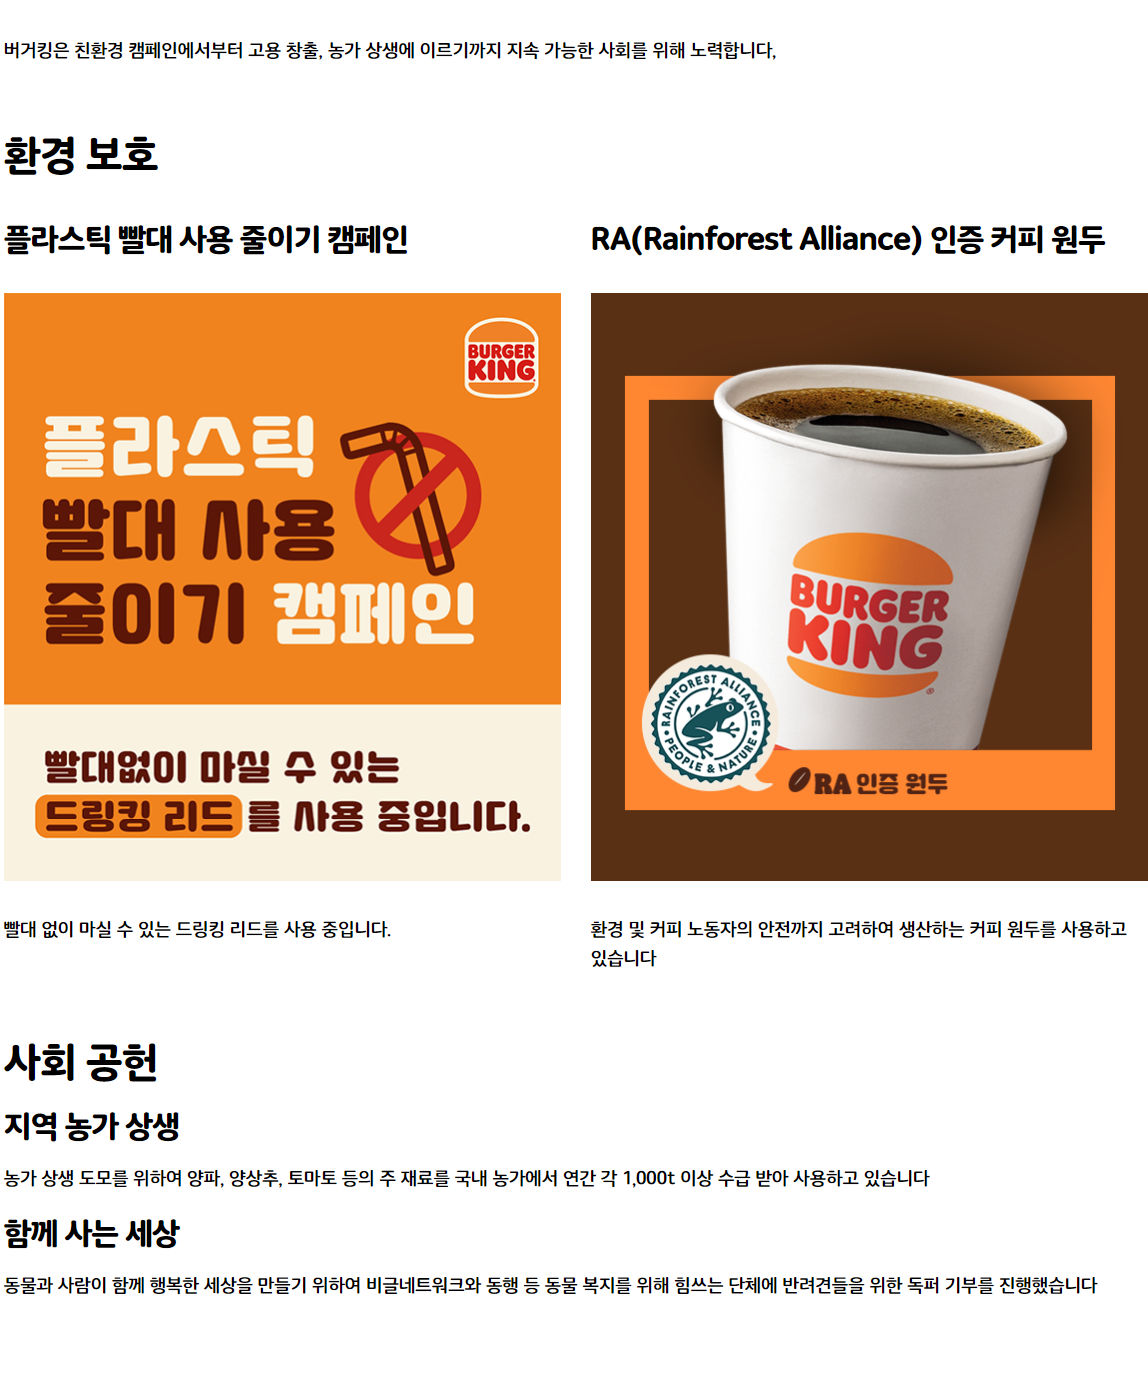 버거킹은 친환경 캠페인에서부터 고용 창출, 농가 상생에 이르기까지 지속 가능한 사회를 위해 노력합니다,
환경 보호
플라스틱 빨대 사용 줄이기 캠페인
BURGER
KING
플라스틱
빨대 사용
줄이기 캠페인
빨대없이 마실 수 있는
드링킹 리드를 사용 중입니다.
빨대 없이 마실 수 있는 드링킹 리드를 사용 중입니다.
RA(Rainforest Alliance) 인증 커피 원두
BURGER
KING
®
RAINFOREST ALLIANCE
PEOPLE & NATURE
RA 인증 원두
환경 및 커피 노동자의 안전까지 고려하여 생산하는 커피 원두를 사용하고
있습니다
사회 공헌
지역 농가 상생
농가 상생 도모를 위하여 양파, 양상추, 토마토 등의 주 재료를 국내 농가에서 연간 각 1,000t 이상 수급 받아 사용하고 있습니다
함께 사는 세상
동물과 사람이 함께 행복한 세상을 만들기 위하여 비글네트워크와 동행 등 동물 복지를 위해 힘쓰는 단체에 반려견들을 위한 독퍼 기부를 진행했습니다